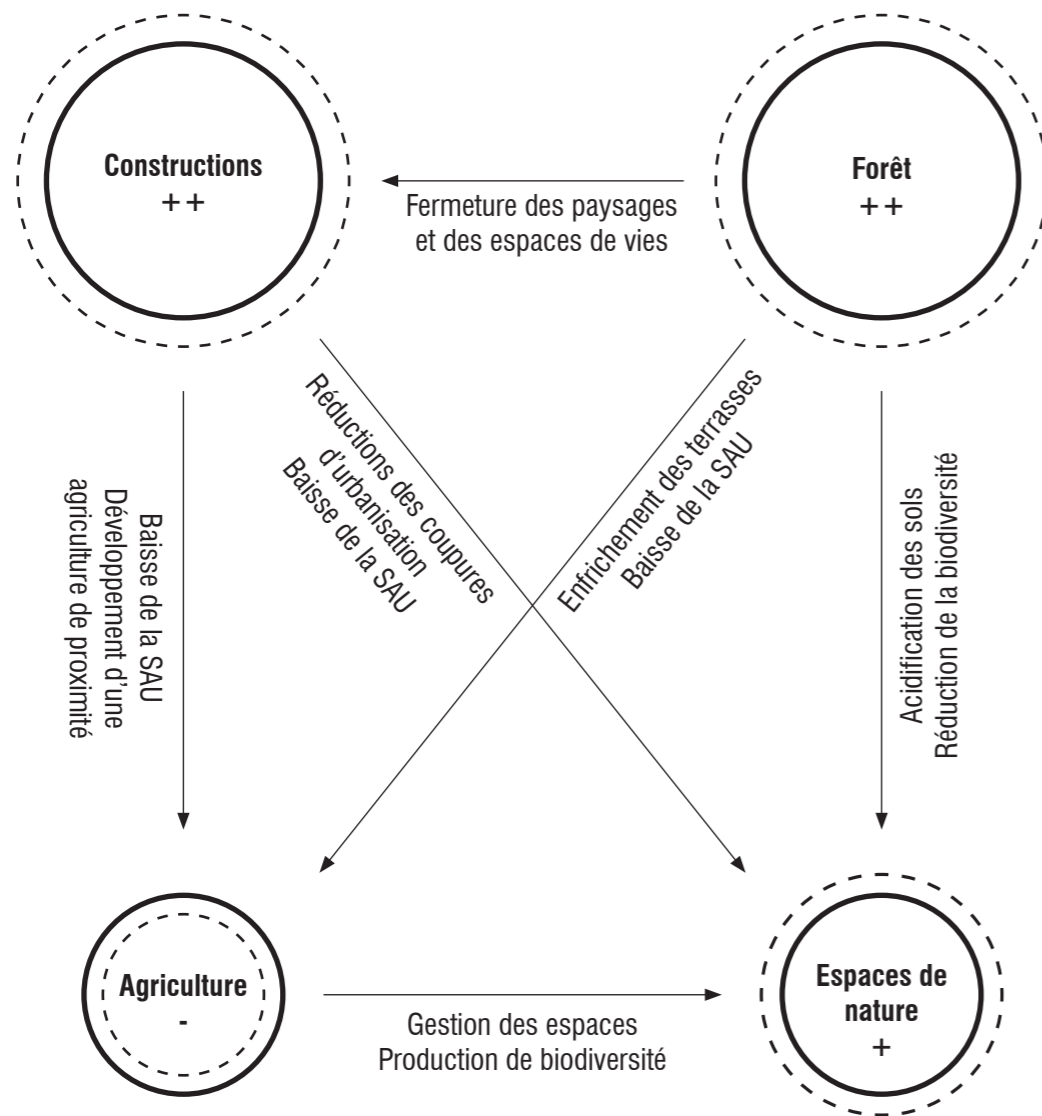 Constructions
++
Forêt
++
Fermeture des paysages
et des espaces de vies
Baisse de la SAU
Développement d'une
agriculture de proximité
Réductions des coupures
d'urbanisation
Baisse de la SAU
Enfrichement des terrasses
Baisse de la SAU
Acidification des sols
Réduction de la biodiversité
Agriculture
-
Gestion des espaces
Production de biodiversité
Espaces de
nature
+